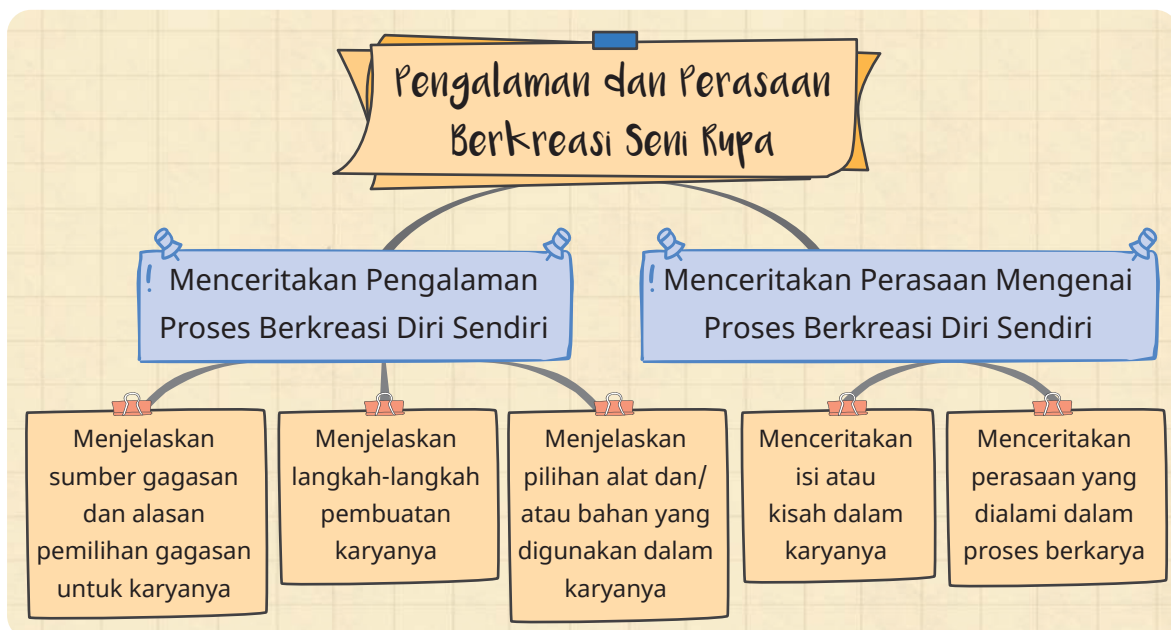 Pengalaman dan Perasaan
Berkreasi Seni Rupa
Menceritakan Pengalaman
Proses Berkreasi Diri Sendiri
Menceritakan Perasaan Mengenai
Proses Berkreasi Diri Sendiri
Menjelaskan
sumber gagasan
dan alasan
pemilihan gagasan
untuk karyanya
Menjelaskan
langkah-langkah
pembuatan
karyanya
Menjelaskan
pilihan alat dan/
atau bahan yang
digunakan dalam
karyanya
Menceritakan
isi atau
kisah dalam
karyanya
Menceritakan
perasaan yang
dialami dalam
proses berkarya